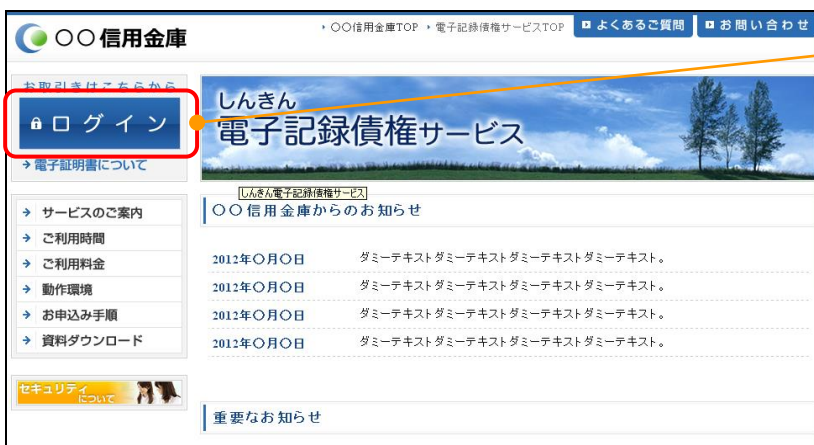 〇〇信用金庫
〇〇信用金庫TOP
電子記録債権サービスTOP
よくあるご質問
お問い合わせ
お取引きはこちらから
ログイン
電子証明書について
しんきん
電子記録債権サービス
しんきん電子記録債権サービス
サービスのご案内
ご利用時間
ご利用料金
動作環境
お申込み手順
資料ダウンロード
セキュリティ
について
〇〇信用金庫からのお知らせ
2012年〇月〇日 ダミーテキストダミーテキストダミーテキストダミーテキスト。
2012年〇月〇日 ダミーテキストダミーテキストダミーテキストダミーテキスト。
2012年〇月〇日 ダミーテキストダミーテキストダミーテキストダミーテキスト。
2012年〇月〇日 ダミーテキストダミーテキストダミーテキストダミーテキスト。
重要なお知らせ